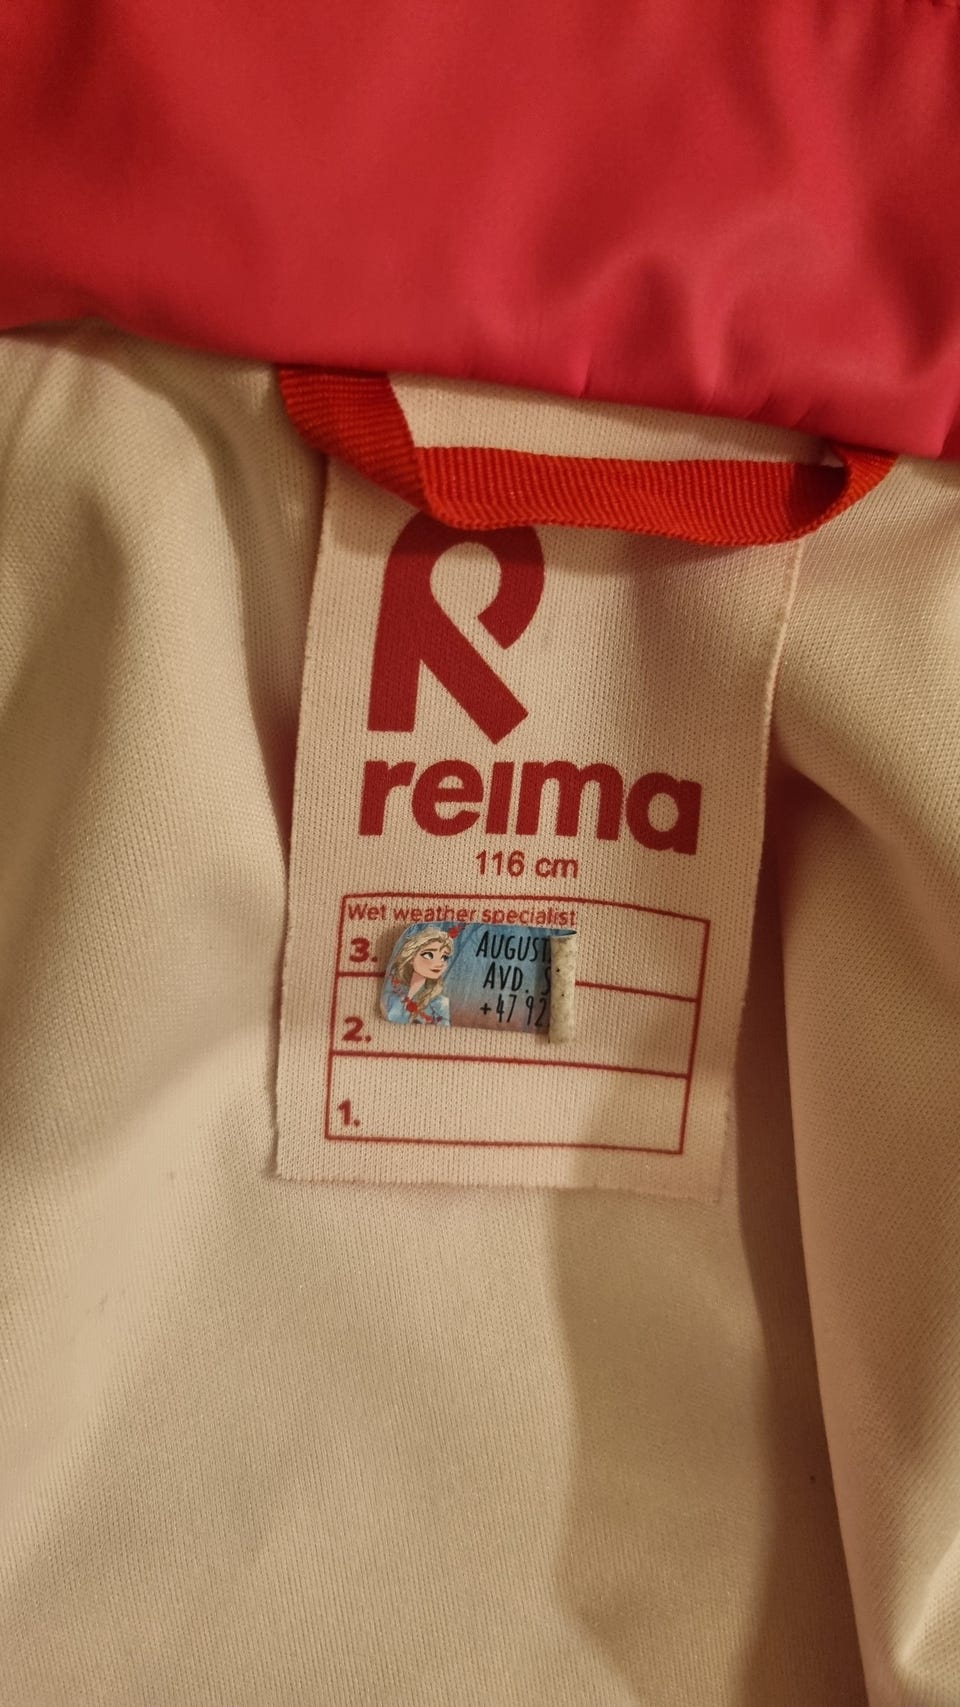 reima
116 cm
Wet weather specialist
3.
AUGUST
AVD. S
+47 92
2.
1.